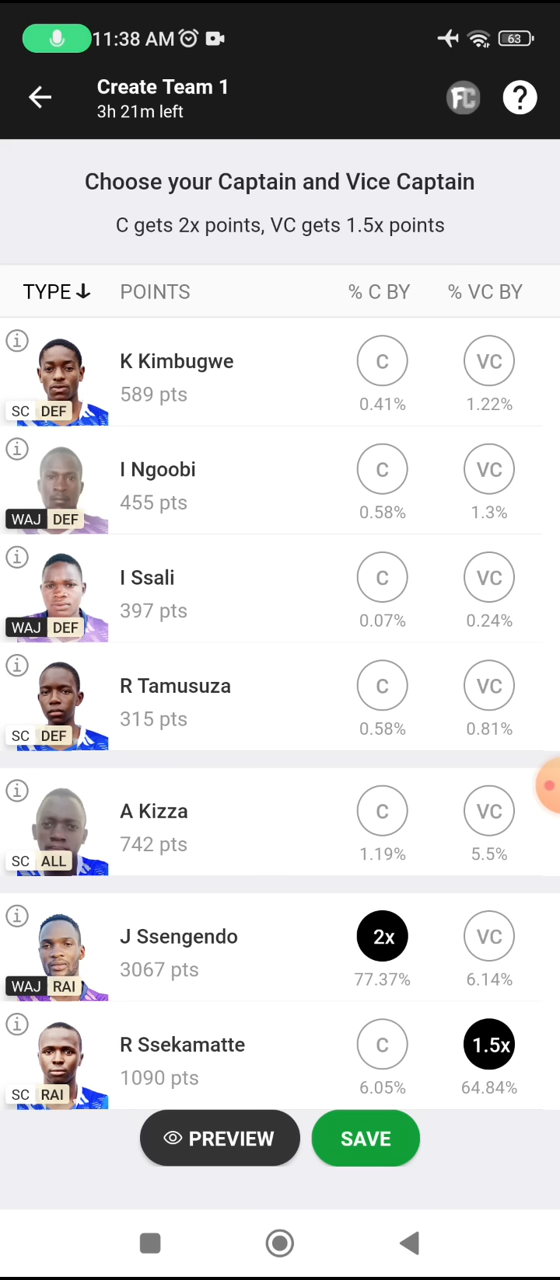 11:38 AM 63
Create Team 1
3h 21m left
FC ?
Choose your Captain and Vice Captain
C gets 2x points, VC gets 1.5x points
TYPE POINTS % C BY % VC BY
K Kimbugwe
589 pts
C VC
0.41% 1.22%
SC DEF
I Ngoobi
455 pts
C VC
0.58% 1.3%
WAJ DEF
I Ssali
397 pts
C VC
0.07% 0.24%
WAJ DEF
R Tamusuza
315 pts
C VC
0.58% 0.81%
SC DEF
A Kizza
742 pts
C VC
1.19% 5.5%
SC ALL
J Ssengendo
3067 pts
2x VC
77.37% 6.14%
WAJ RAI
R Ssekamatte
1090 pts
C 1.5x
6.05% 64.84%
SC RAI
PREVIEW SAVE